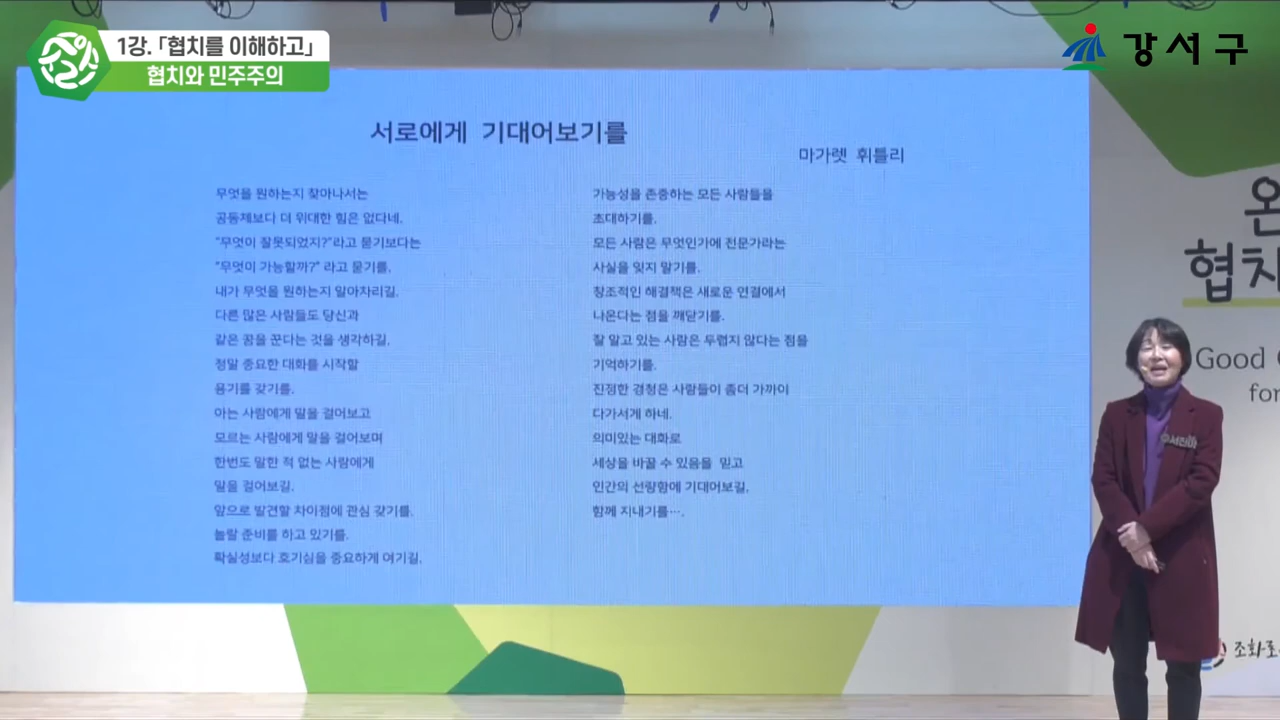 1강.「협치를 이해하고」
협치와 민주주의
강서구
서로에게 기대어보기를
마가렛 휘틀리
무엇을 원하는지 찾아나서는
공동체보다 더 위대한 힘은 없다네.
"무엇이 잘못되었지?"라고 묻기보다는
"무엇이 가능할까?" 라고 묻기를.
내가 무엇을 원하는지 알아차리길.
다른 많은 사람들도 당신과
같은 꿈을 꾼다는 것을 생각하길.
정말 중요한 대화를 시작할
용기를 갖기를.
아는 사람에게 말을 걸어보고
모르는 사람에게 말을 걸어보며
한번도 말한 적 없는 사람에게
말을 걸어보길.
앞으로 발견할 차이점에 관심 갖기를.
놀랄 준비를 하고 있기를.
확실성보다 호기심을 중요하게 여기길.
가능성을 존중하는 모든 사람들을
초대하기를.
모든 사람은 무엇인가에 전문가라는
사실을 잊지 말기를.
창조적인 해결책은 새로운 연결에서
나온다는 점을 깨닫기를.
잘 알고 있는 사람은 두렵지 않다는 점을
기억하기를.
진정한 경청은 사람들이 좀더 가까이
다가서게 하네.
의미있는 대화로
세상을 바꿀 수 있음을 믿고
인간의 선량함에 기대어보길.
함께 지내기를….
온
협치
Good
for
조화로